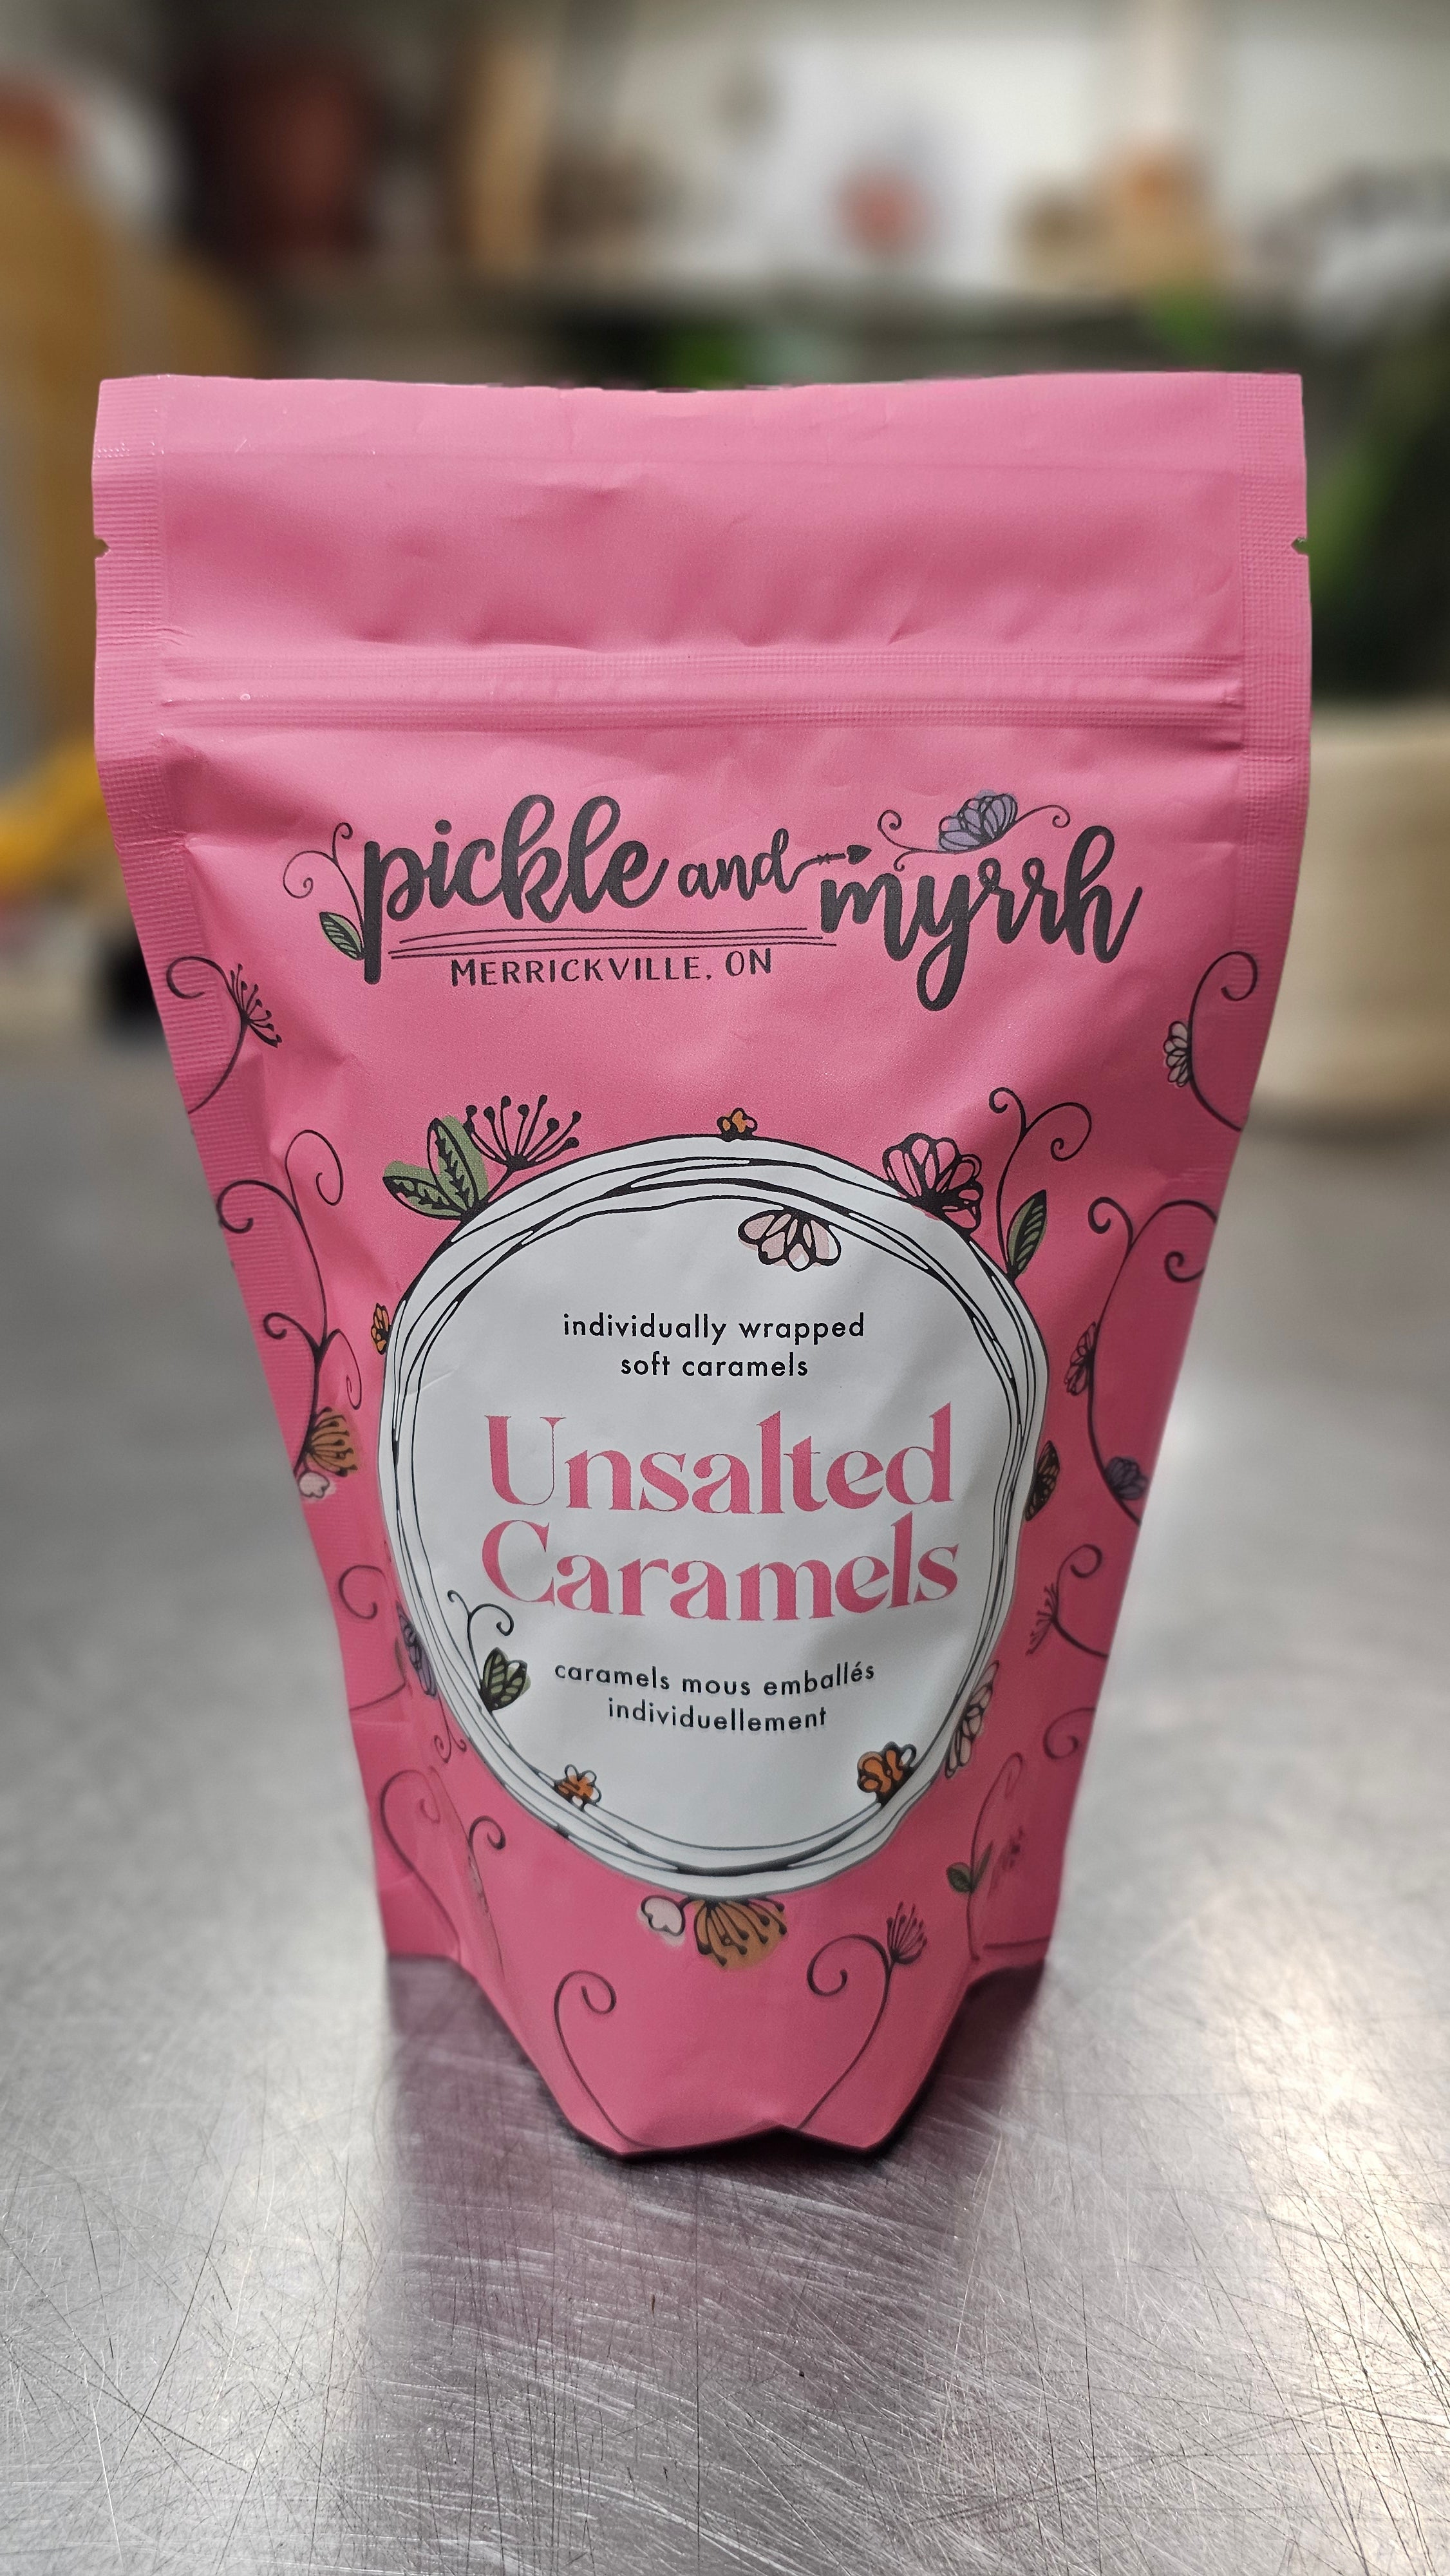 pickle and myrrh
MERRICKVILLE, ON
individually wrapped
soft caramels
Unsalted
Caramels
caramels mous emballés
individuellement